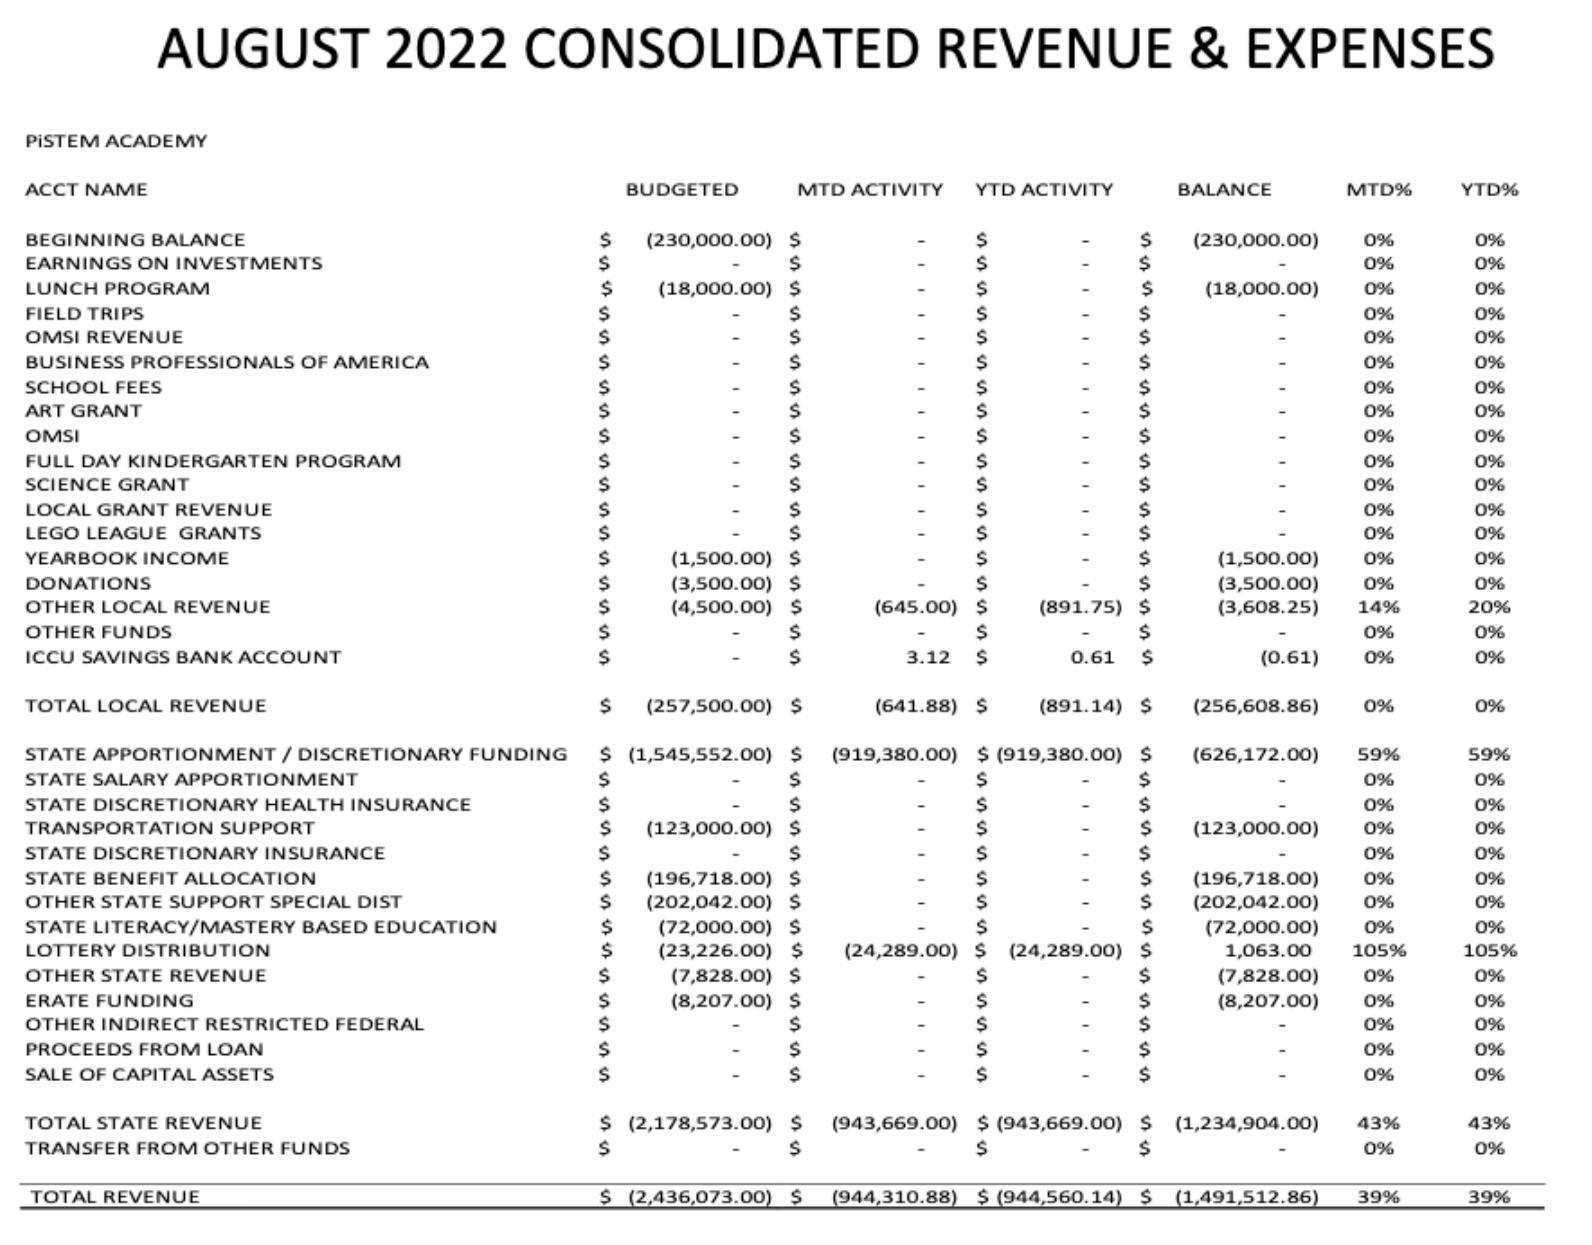 AUGUST 2022 CONSOLIDATED REVENUE & EXPENSES
PiSTEM ACADEMY
ACCT NAME BUDGETED MTD ACTIVITY YTD ACTIVITY BALANCE MTD% YTD%
BEGINNING BALANCE $ (230,000.00) $ - $ - $ (230,000.00) 0% 0%
EARNINGS ON INVESTMENTS $ - $ - $ - $ - 0% 0%
LUNCH PROGRAM $ (18,000.00) $ - $ - $ (18,000.00) 0% 0%
FIELD TRIPS $ - $ - $ - $ - 0% 0%
OMSI REVENUE $ - $ - $ - $ - 0% 0%
BUSINESS PROFESSIONALS OF AMERICA $ - $ - $ - $ - 0% 0%
SCHOOL FEES $ - $ - $ - $ - 0% 0%
ART GRANT $ - $ - $ - $ - 0% 0%
OMSI $ - $ - $ - $ - 0% 0%
FULL DAY KINDERGARTEN PROGRAM $ - $ - $ - $ - 0% 0%
SCIENCE GRANT $ - $ - $ - $ - 0% 0%
LOCAL GRANT REVENUE $ - $ - $ - $ - 0% 0%
LEGO LEAGUE GRANTS $ - $ - $ - $ - 0% 0%
YEARBOOK INCOME $ (1,500.00) $ - $ - $ (1,500.00) 0% 0%
DONATIONS $ (3,500.00) $ - $ - $ (3,500.00) 0% 0%
OTHER LOCAL REVENUE $ (4,500.00) $ (645.00) $ (891.75) $ (3,608.25) 14% 20%
OTHER FUNDS $ - $ - $ - $ - 0% 0%
ICCU SAVINGS BANK ACCOUNT $ - $ 3.12 $ 0.61 $ (0.61) 0% 0%
TOTAL LOCAL REVENUE $ (257,500.00) $ (641.88) $ (891.14) $ (256,608.86) 0% 0%
STATE APPORTIONMENT / DISCRETIONARY FUNDING $ (1,545,552.00) $ (919,380.00) $ (919,380.00) $ (626,172.00) 59% 59%
STATE SALARY APPORTIONMENT $ - $ - $ - $ - 0% 0%
STATE DISCRETIONARY HEALTH INSURANCE $ - $ - $ - $ - 0% 0%
TRANSPORTATION SUPPORT $ (123,000.00) $ - $ - $ (123,000.00) 0% 0%
STATE DISCRETIONARY INSURANCE $ - $ - $ - $ - 0% 0%
STATE BENEFIT ALLOCATION $ (196,718.00) $ - $ - $ (196,718.00) 0% 0%
OTHER STATE SUPPORT SPECIAL DIST $ (202,042.00) $ - $ - $ (202,042.00) 0% 0%
STATE LITERACY/MASTERY BASED EDUCATION $ (72,000.00) $ - $ - $ (72,000.00) 0% 0%
LOTTERY DISTRIBUTION $ (23,226.00) $ (24,289.00) $ (24,289.00) $ 1,063.00 105% 105%
OTHER STATE REVENUE $ (7,828.00) $ - $ - $ (7,828.00) 0% 0%
ERATE FUNDING $ (8,207.00) $ - $ - $ (8,207.00) 0% 0%
OTHER INDIRECT RESTRICTED FEDERAL $ - $ - $ - $ - 0% 0%
PROCEEDS FROM LOAN $ - $ - $ - $ - 0% 0%
SALE OF CAPITAL ASSETS $ - $ - $ - $ - 0% 0%
TOTAL STATE REVENUE $ (2,178,573.00) $ (943,669.00) $ (943,669.00) $ (1,234,904.00) 43% 43%
TRANSFER FROM OTHER FUNDS $ - $ - $ - $ - 0% 0%
TOTAL REVENUE $ (2,436,073.00) $ (944,310.88) $ (944,560.14) $ (1,491,512.86) 39% 39%